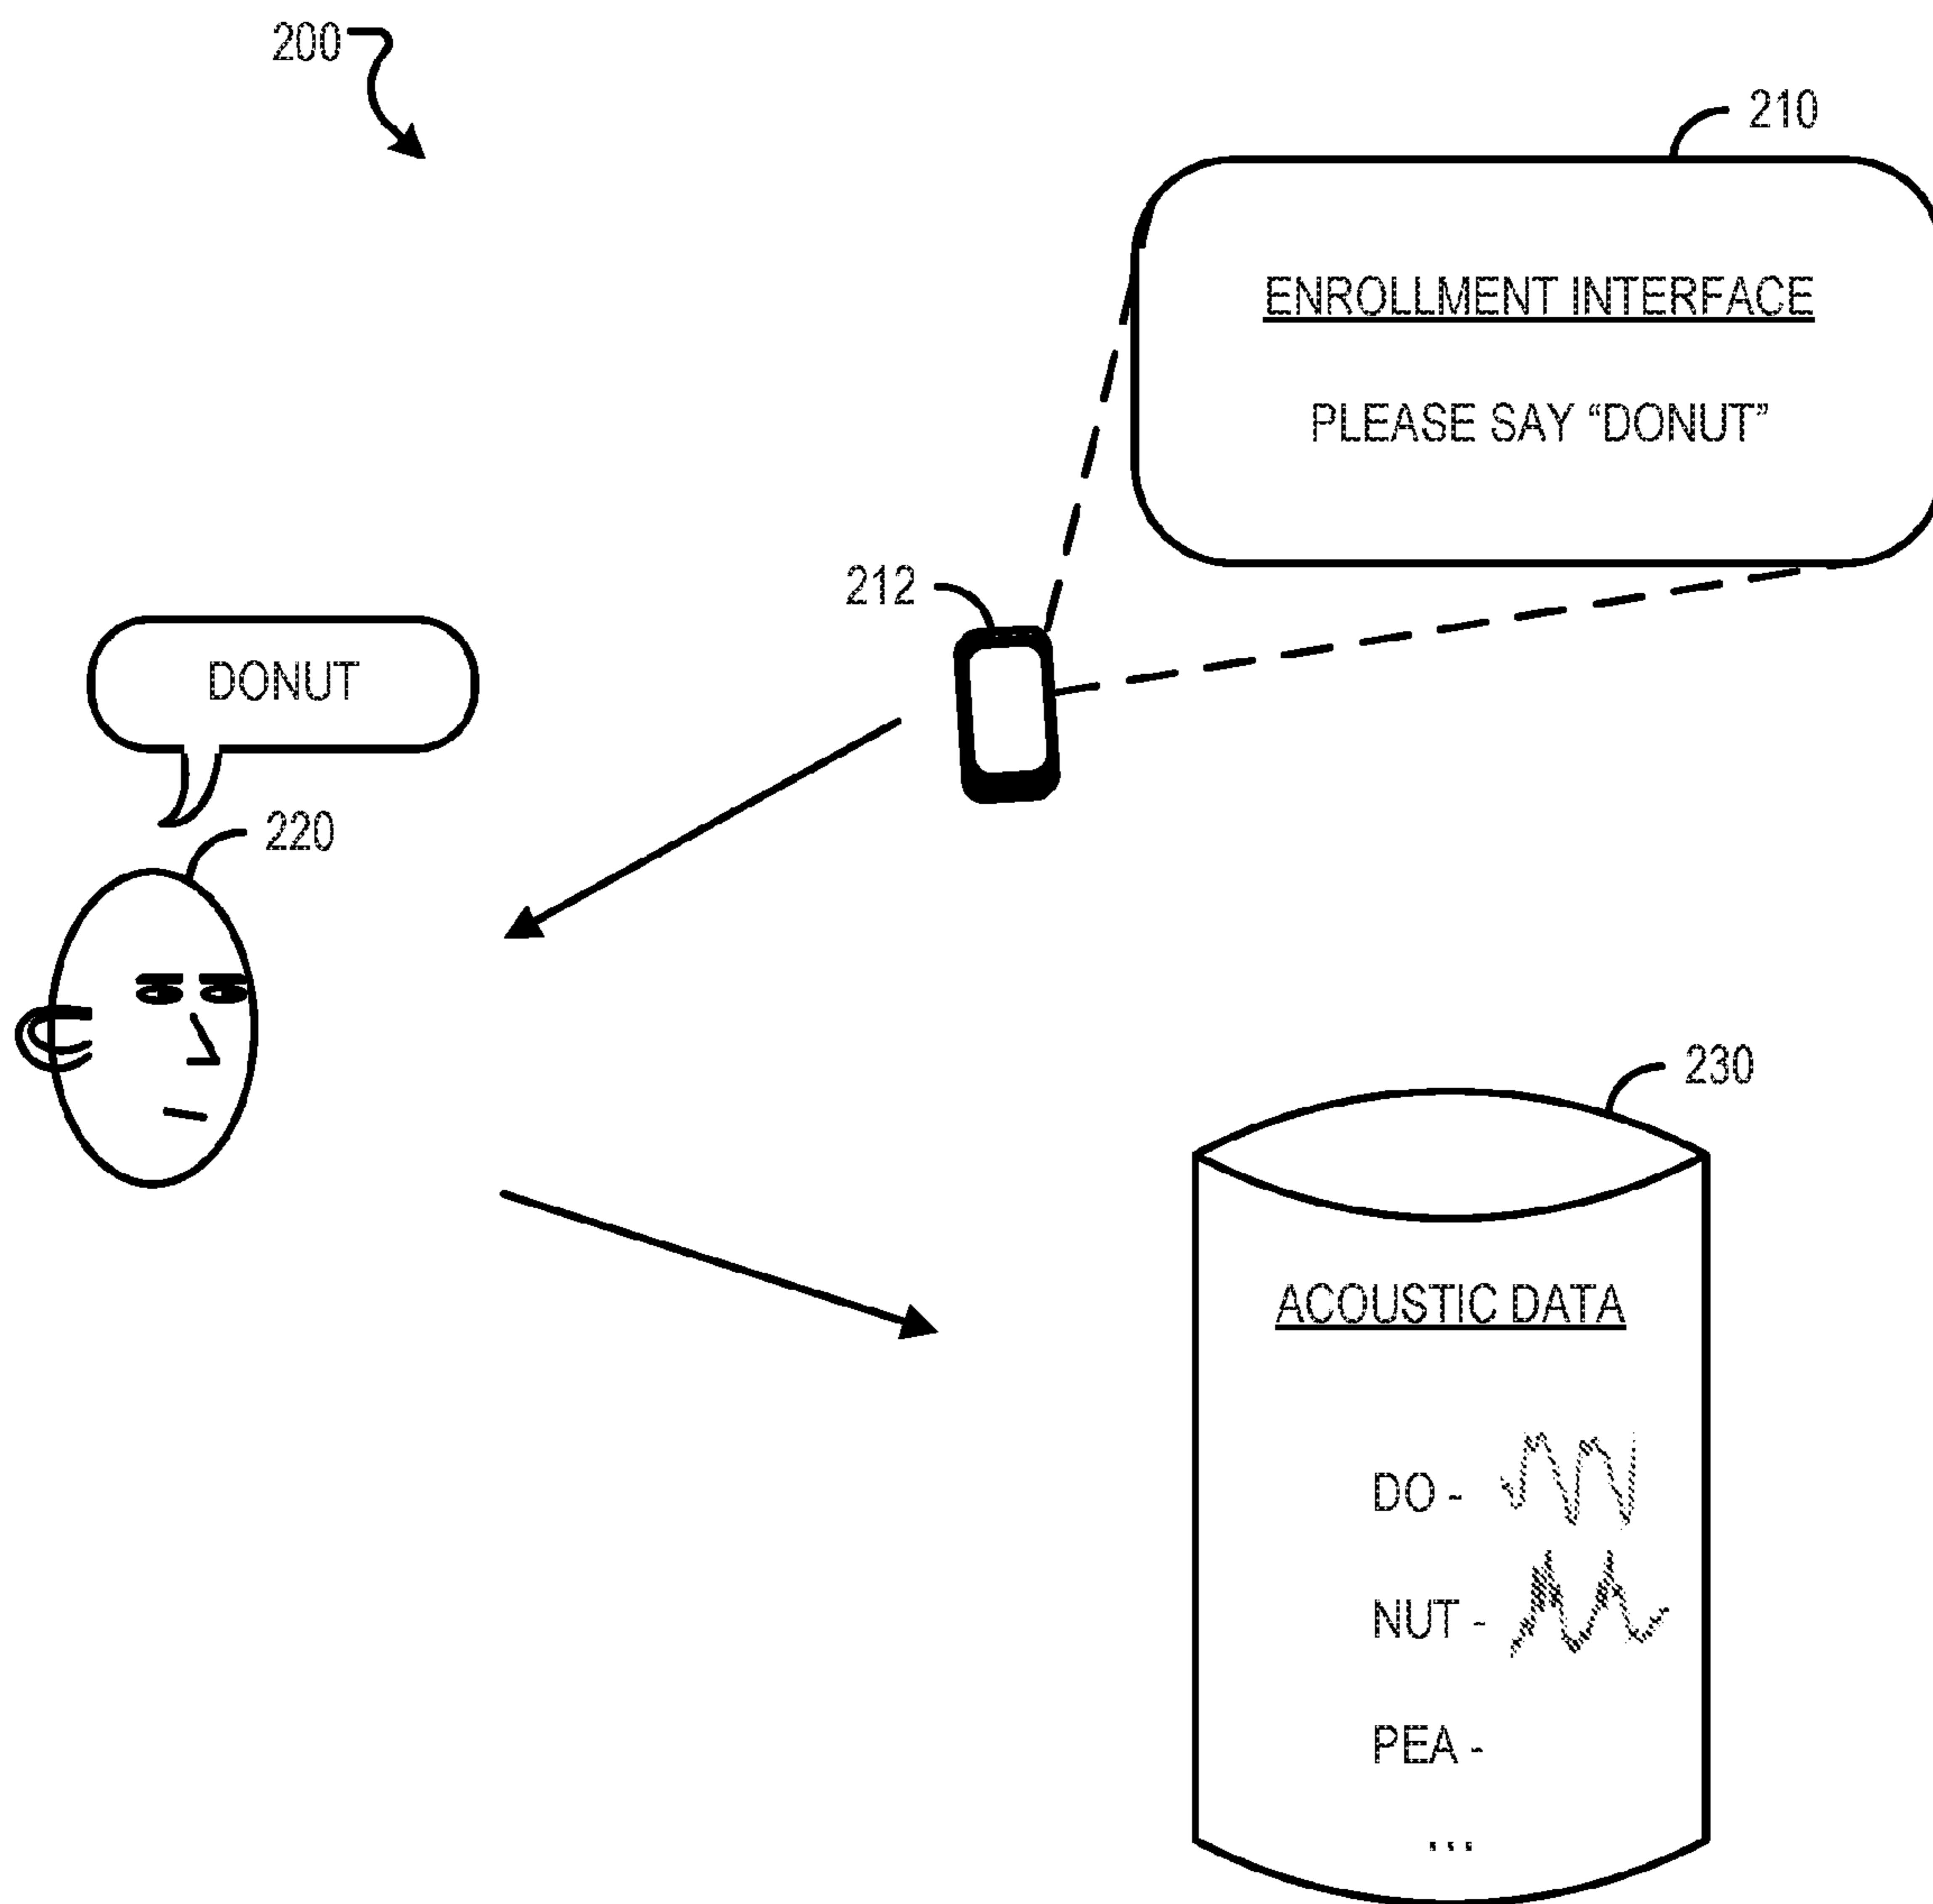 200
210
ENROLLMENT INTERFACE
PLEASE SAY “DONUT”
212
DONUT
220
230
ACOUSTIC DATA
DO -
NUT -
PEA -
...